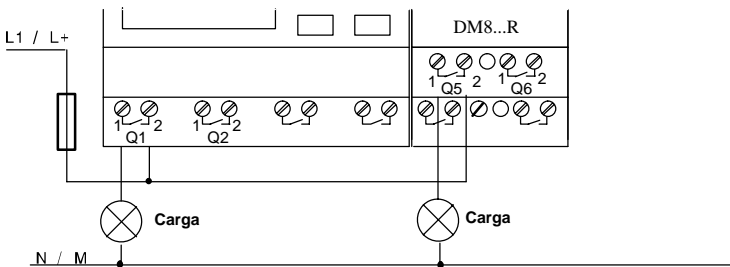 DM8...R
L1 / L+
1 Q5 2 1 Q6 2
1 Q1 2 1 Q2 2
Carga Carga
N / M